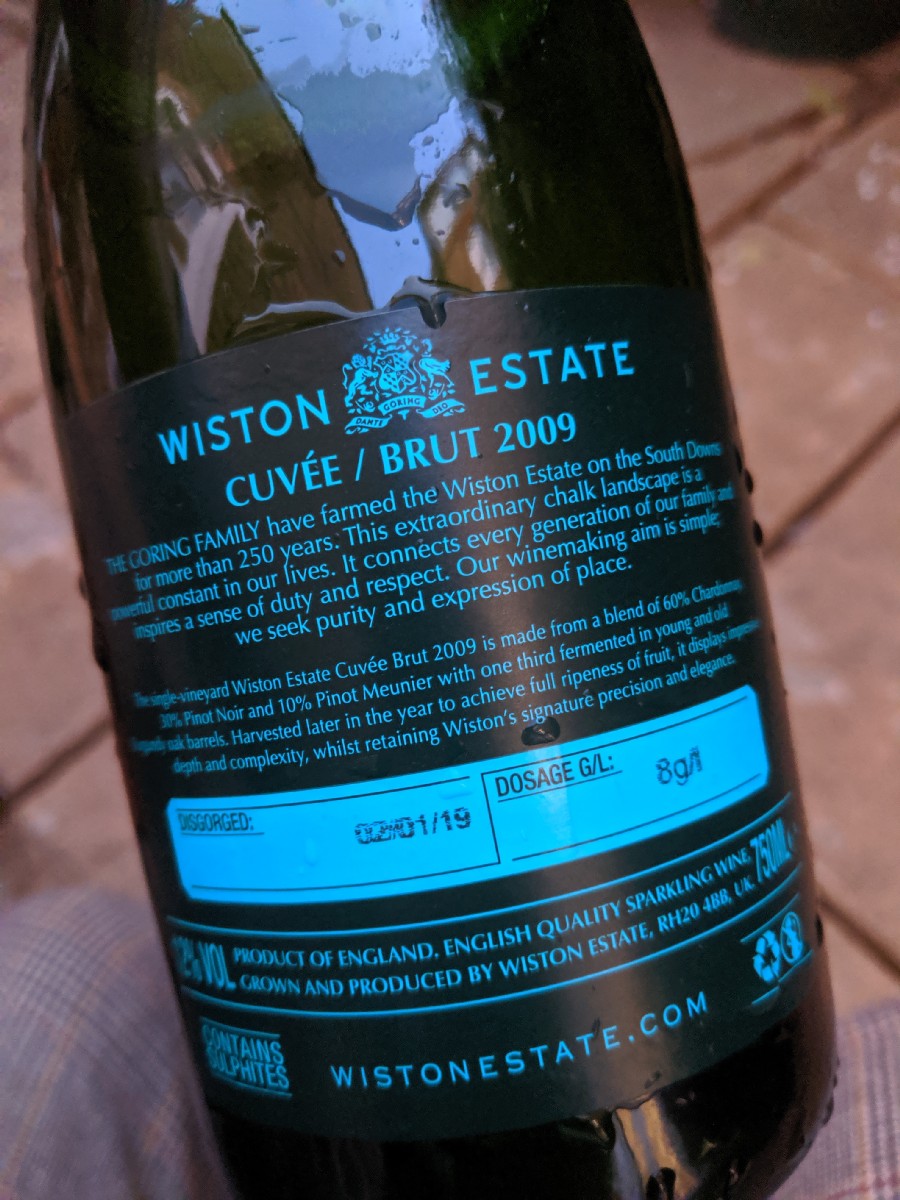 WISTON ESTATE
DANTE GORING DEO
CUVÉE / BRUT 2009
THE GORING FAMILY have farmed the Wiston Estate on the South Downs
for more than 250 years. This extraordinary chalk landscape is a
powerful constant in our lives. It connects every generation of our family and
inspires a sense of duty and respect. Our winemaking aim is simple;
we seek purity and expression of place.
The single-vineyard Wiston Estate Cuvée Brut 2009 is made from a blend of 60%
30% Pinot Noir and 10% Pinot Meunier with one third fermented in young and old
oak barrels. Harvested later in the year to achieve full ripeness of fruit, it displays
depth and complexity, whilst retaining Wiston's signature precision and elegance.
DISGORGED: /01/19
DOSAGE G/L: 8g/l
12% VOL
PRODUCT OF ENGLAND. ENGLISH QUALITY SPARKLING WINE.
GROWN AND PRODUCED BY WISTON ESTATE, RH20 4BB, UK.
750ML
CONTAINS
SULPHITES
WISTONESTATE.COM